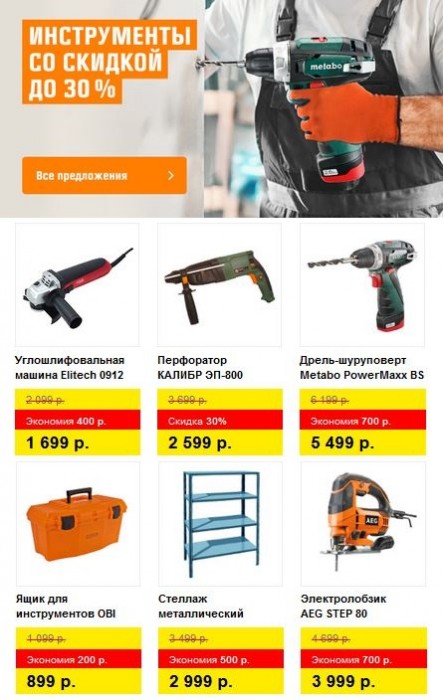 ИНСТРУМЕНТЫ
СО СКИДКОЙ
ДО 30 %
metabo
Все предложения
Углошлифовальная
машина Elitech 0912
2 099 р.
Экономия 400 р.
1 699 р.
Перфоратор
КАЛИБР ЭП-800
3 699 р.
Скидка 30%
2 599 р.
Дрель-шуруповерт
Metabo PowerMaxx BS
6 199 р.
Экономия 700 р.
5 499 р.
Ящик для
инструментов OBI
1 099 р.
Экономия 200 р.
899 р.
Стеллаж
металлический
3 499 р.
Экономия 500 р.
2 999 р.
AEG
Электролобзик
AEG STEP 80
4 699 р.
Экономия 700 р.
3 999 р.